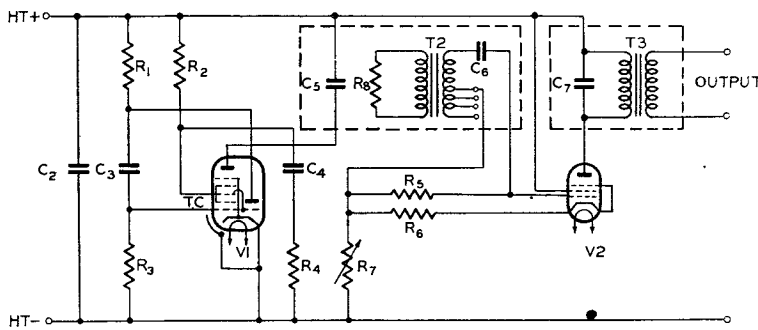 HT+
T2
T3
R1
R2
C5
R8
C6
C7
OUTPUT
C2
C3
TC
C4
R5
R6
V1
V2
R3
R4
R7
HT-